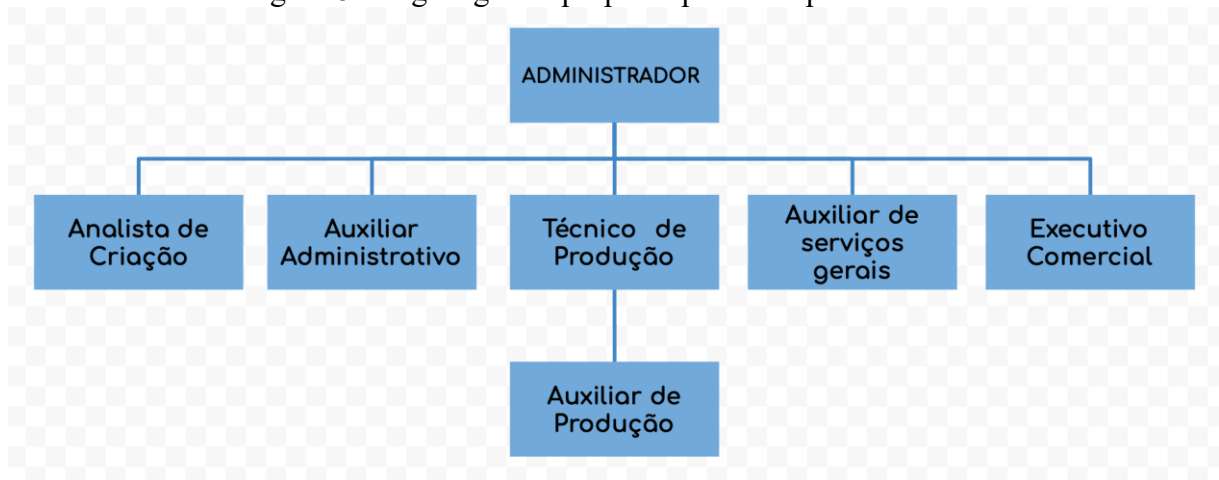 ADMINISTRADOR
Analista de
Criação
Auxiliar
Administrativo
Técnico de
Produção
Auxiliar de
serviços
gerais
Executivo
Comercial
Auxiliar de
Produção